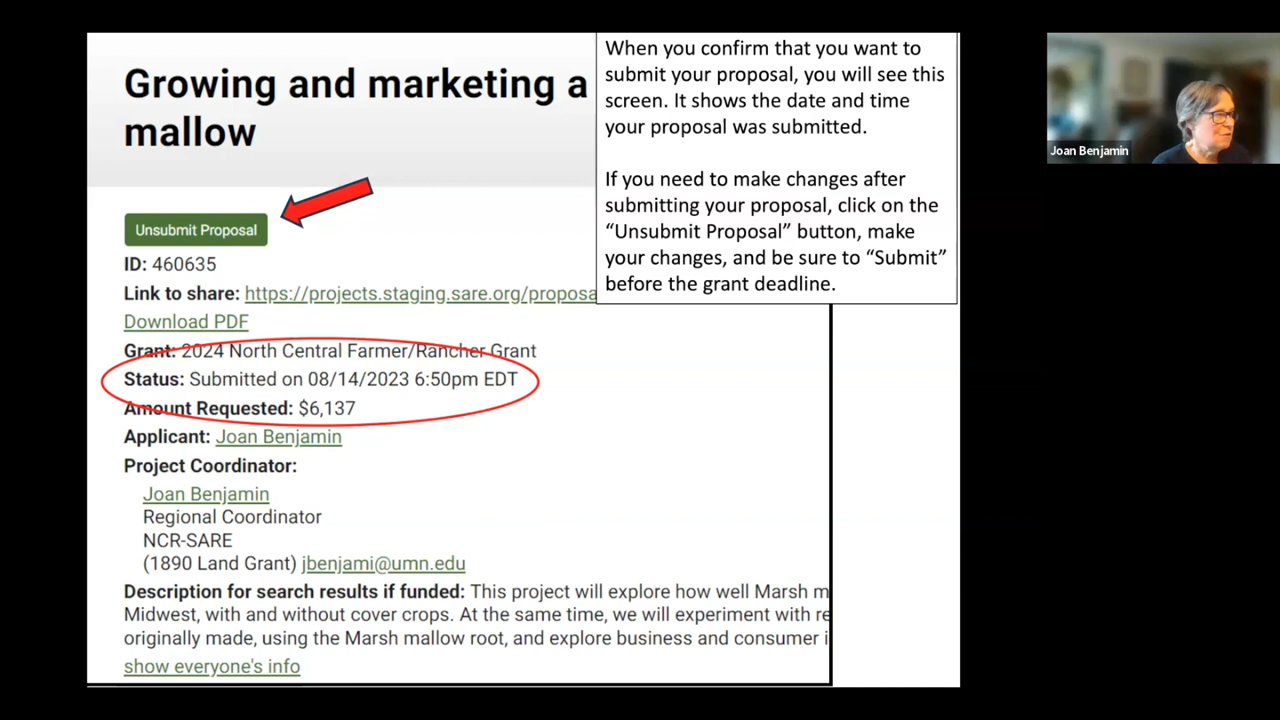 Growing and marketing a
mallow
When you confirm that you want to
submit your proposal, you will see this
screen. It shows the date and time
your proposal was submitted.
If you need to make changes after
submitting your proposal, click on the
“Unsubmit Proposal” button, make
your changes, and be sure to “Submit”
before the grant deadline.
Joan Benjamin
Unsubmit Proposal
ID: 460635
Link to share: https://projects.staging.sare.org/proposa
Download PDF
Grant: 2024 North Central Farmer/Rancher Grant
Status: Submitted on 08/14/2023 6:50pm EDT
Amount Requested: $6,137
Applicant: Joan Benjamin
Project Coordinator:
Joan Benjamin
Regional Coordinator
NCR-SARE
(1890 Land Grant) jbenjami@umn.edu
Description for search results if funded: This project will explore how well Marsh m
Midwest, with and without cover crops. At the same time, we will experiment with re
originally made, using the Marsh mallow root, and explore business and consumer i
show everyone's info